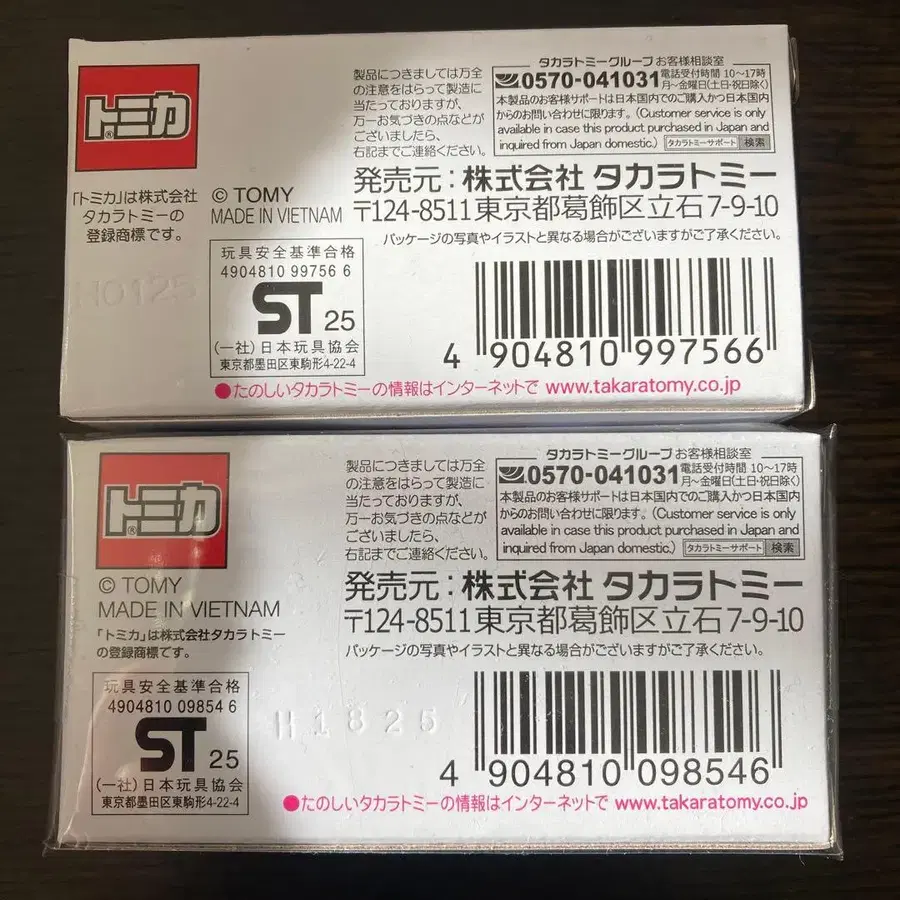 トミカ
®
「トミカ」は株式会社
タカラトミーの
登録商標です。
© TOMY
MADE IN VIETNAM
製品につきましては万全
の注意をはらって製造に
当たっておりますが、
万一お気づきの点などが
ございましたら、
右記までご連絡ください。
タカラトミーグループ お客様相談室
0570-041031 電話受付時間 10~17時
月~金曜日(土日・祝日除く)
本製品のお客様サポートは日本国内でのご購入かつ日本国内
からのお問い合わせに限ります。(Customer service is only
available in case this product purchased in Japan and
inquired from Japan domestic.) タカラトミーサポート 検索
発売元:株式会社 タカラトミー
〒124-8511 東京都葛飾区立石 7-9-10
パッケージの写真やイラストと異なる場合がございますがご了承ください。
H0125
玩具安全基準合格
4904810 99756 6
ST 25
(一社)日本玩具協会
東京都墨田区東駒形4-22-4
4 904810 997566
●たのしいタカラトミーの情報はインターネットで www.takaratomy.co.jp
トミカ
®
© TOMY
MADE IN VIETNAM
「トミカ」は株式会社タカラトミー
の登録商標です。
製品につきましては万全
の注意をはらって製造に
当たっておりますが、
万一お気づきの点などが
ございましたら、
右記までご連絡ください。
タカラトミーグループ お客様相談室
0570-041031 電話受付時間 10~17時
月~金曜日(土日・祝日除く)
本製品のお客様サポートは日本国内でのご購入かつ日本国内
からのお問い合わせに限ります。(Customer service is only
available in case this product purchased in Japan and
inquired from Japan domestic.) タカラトミーサポート 検索
発売元:株式会社 タカラトミー
〒124-8511 東京都葛飾区立石 7-9-10
パッケージの写真やイラストと異なる場合がございますがご了承ください。
玩具安全基準合格
4904810 09854 6
ST 25
(一社)日本玩具協会
東京都墨田区東駒形4-22-4
H1825
4 904810 098546
●たのしいタカラトミーの情報はインターネットで www.takaratomy.co.jp